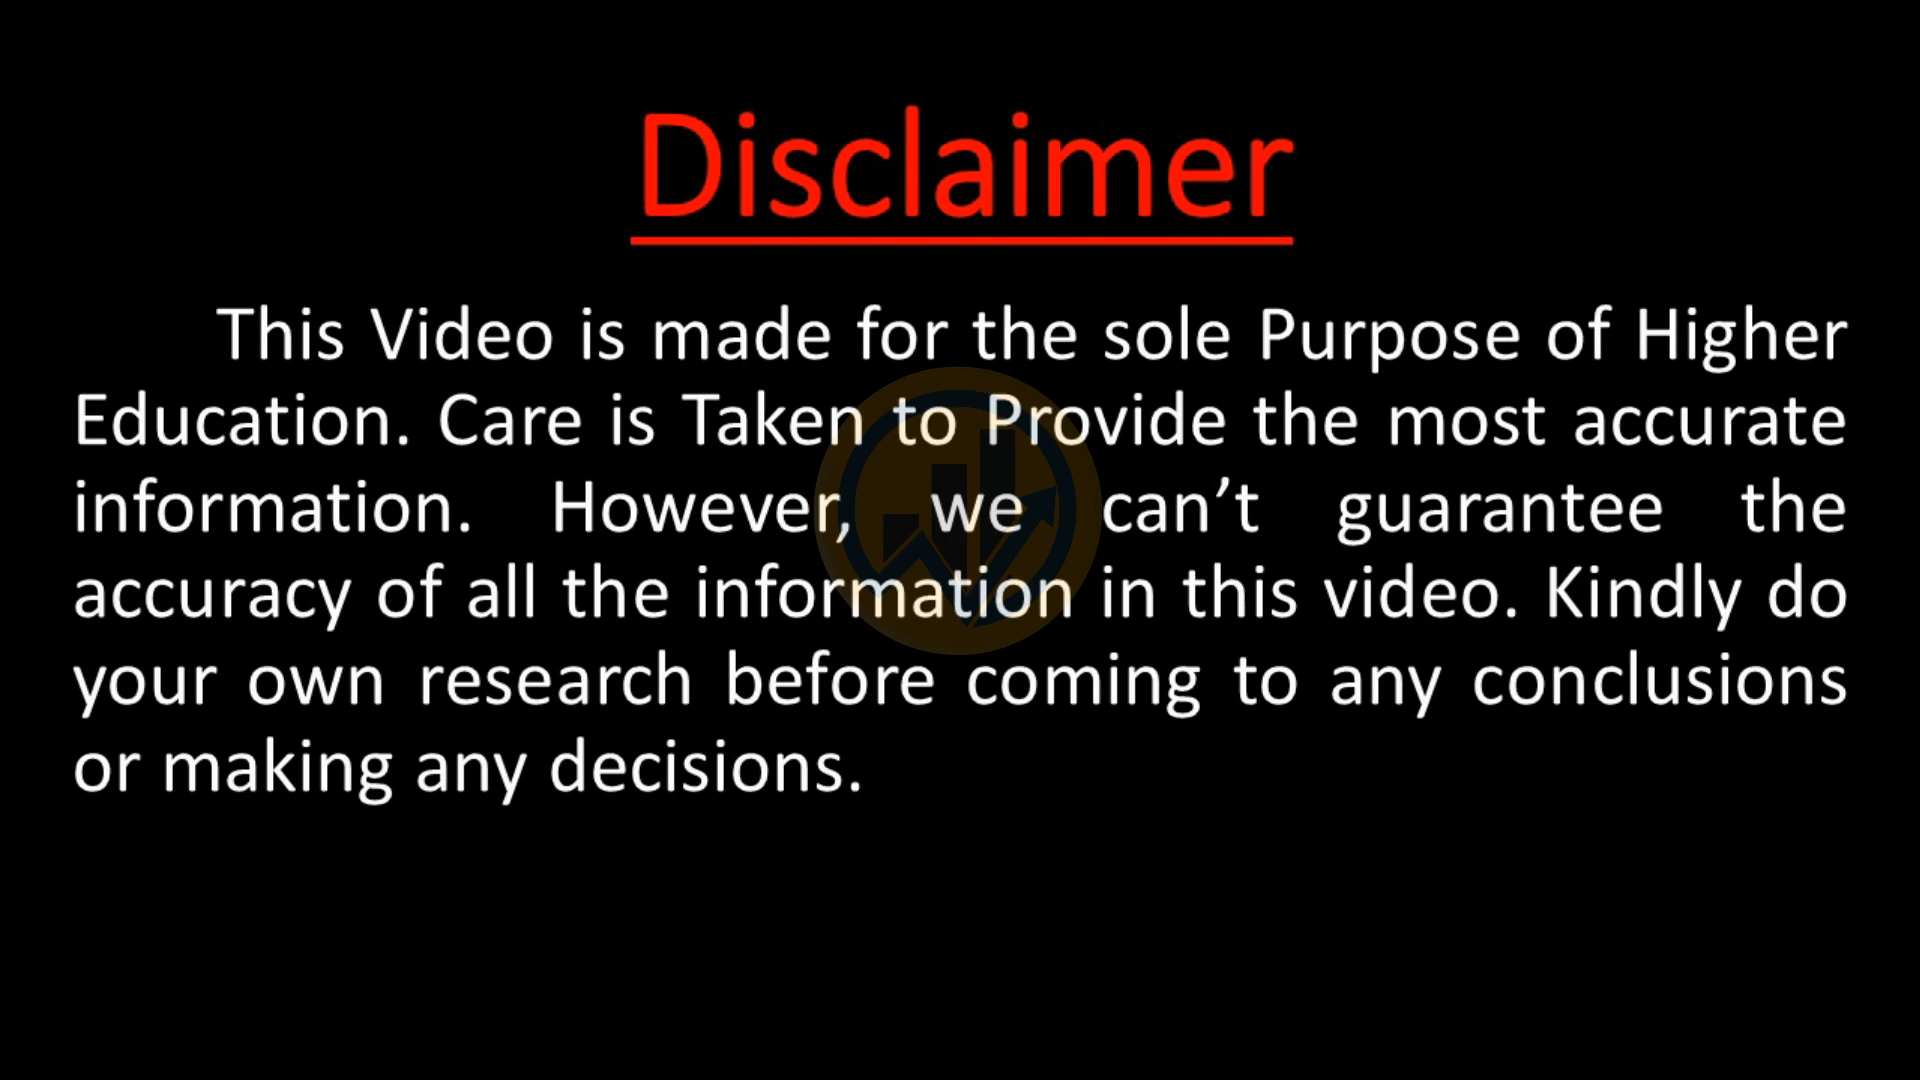 Disclaimer
This Video is made for the sole Purpose of Higher
Education. Care is Taken to Provide the most accurate
information. However, we can’t guarantee the
accuracy of all the information in this video. Kindly do
your own research before coming to any conclusions
or making any decisions.